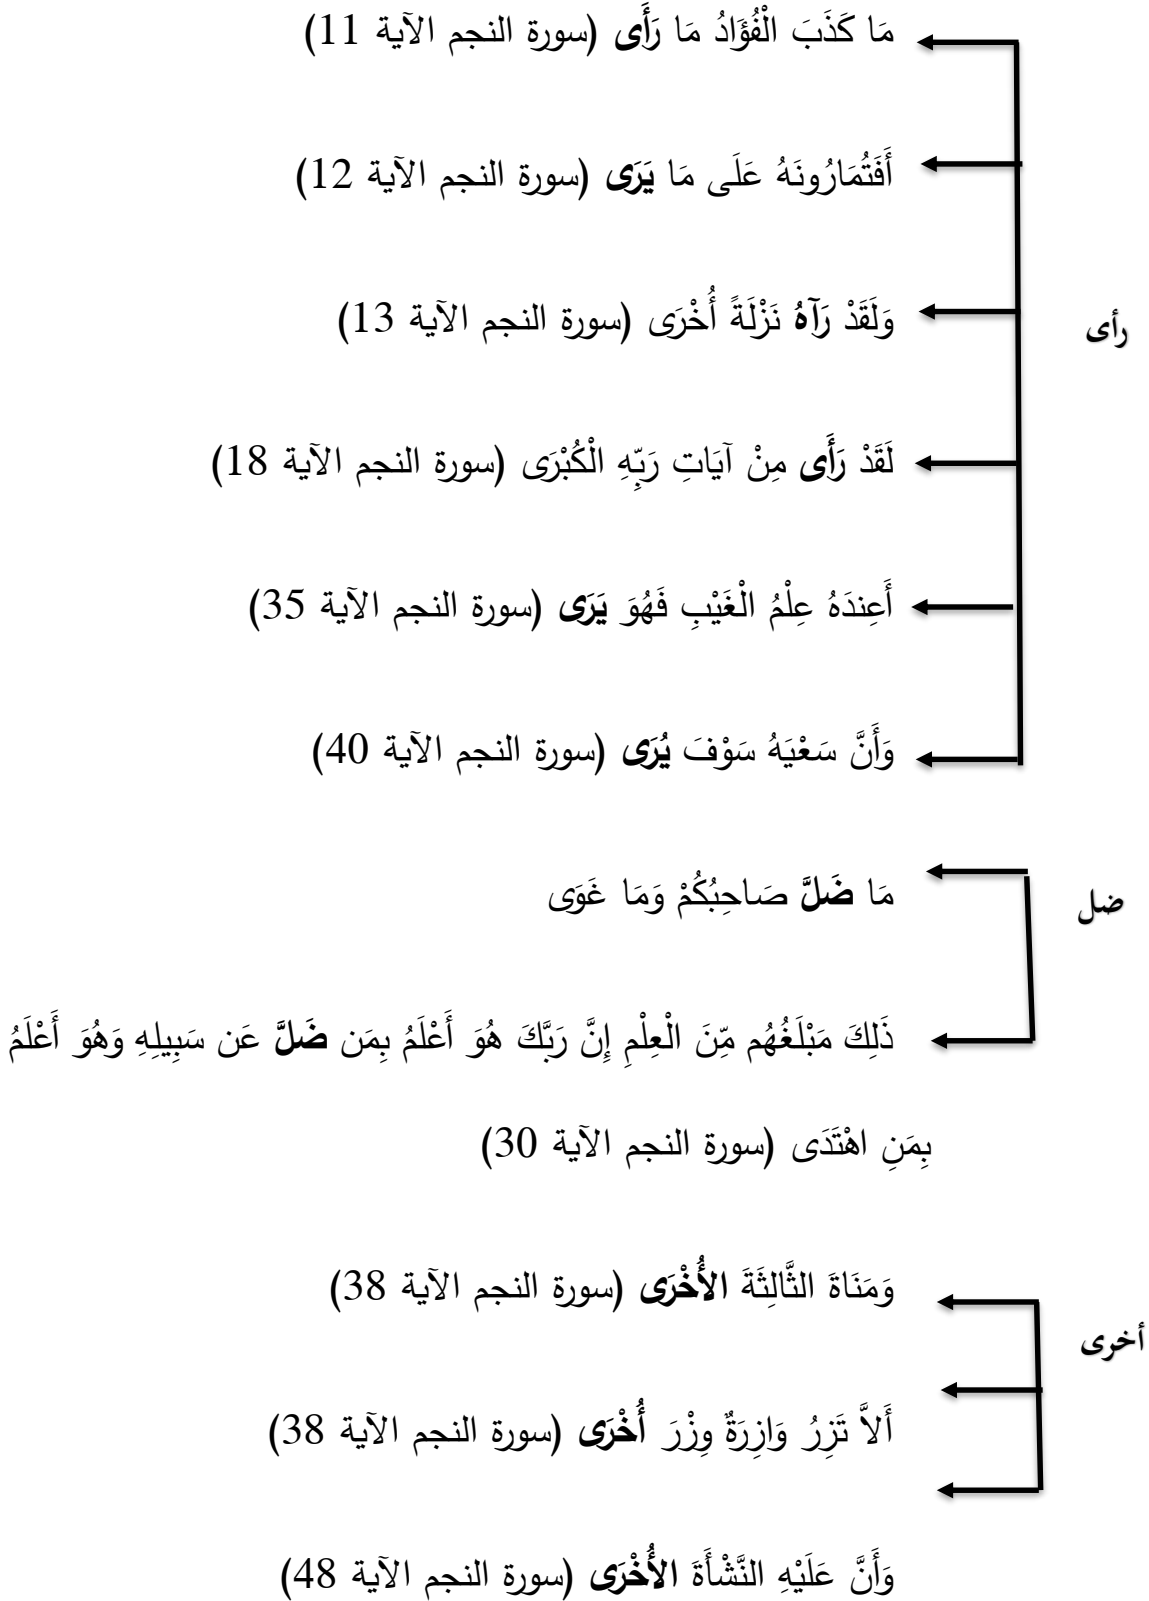 مَا كَذَبَ الْفُؤَادُ مَا رَأَى (سورة النجم الآية 11)
أَفَتُمَارُونَهُ عَلَى مَا يَرَى (سورة النجم الآية 12)
وَلَقَدْ رَآهُ نَزْلَةً أُخْرَى (سورة النجم الآية 13)
رأى
لَقَدْ رَأَى مِنْ آيَاتِ رَبِّهِ الْكُبْرَى (سورة النجم الآية 18)
أَعِندَهُ عِلْمُ الْغَيْبِ فَهُوَ يَرَى (سورة النجم الآية 35)
وَأَنَّ سَعْيَهُ سَوْفَ يُرَى (سورة النجم الآية 40)
ضل
مَا ضَلَّ صَاحِبُكُمْ وَمَا غَوَى
ذَلِكَ مَبْلَغُهُم مِّنَ الْعِلْمِ إِنَّ رَبَّكَ هُوَ أَعْلَمُ بِمَن ضَلَّ عَن سَبِيلِهِ وَهُوَ أَعْلَمُ
بِمَنِ اهْتَدَى (سورة النجم الآية 30)
وَمَنَاةَ الثَّالِثَةَ الأُخْرَى (سورة النجم الآية 38)
أخرى
أَلاَّ تَزِرُ وَازِرَةٌ وِزْرَ أُخْرَى (سورة النجم الآية 38)
وَأَنَّ عَلَيْهِ النَّشْأَةَ الأُخْرَى (سورة النجم الآية 48)